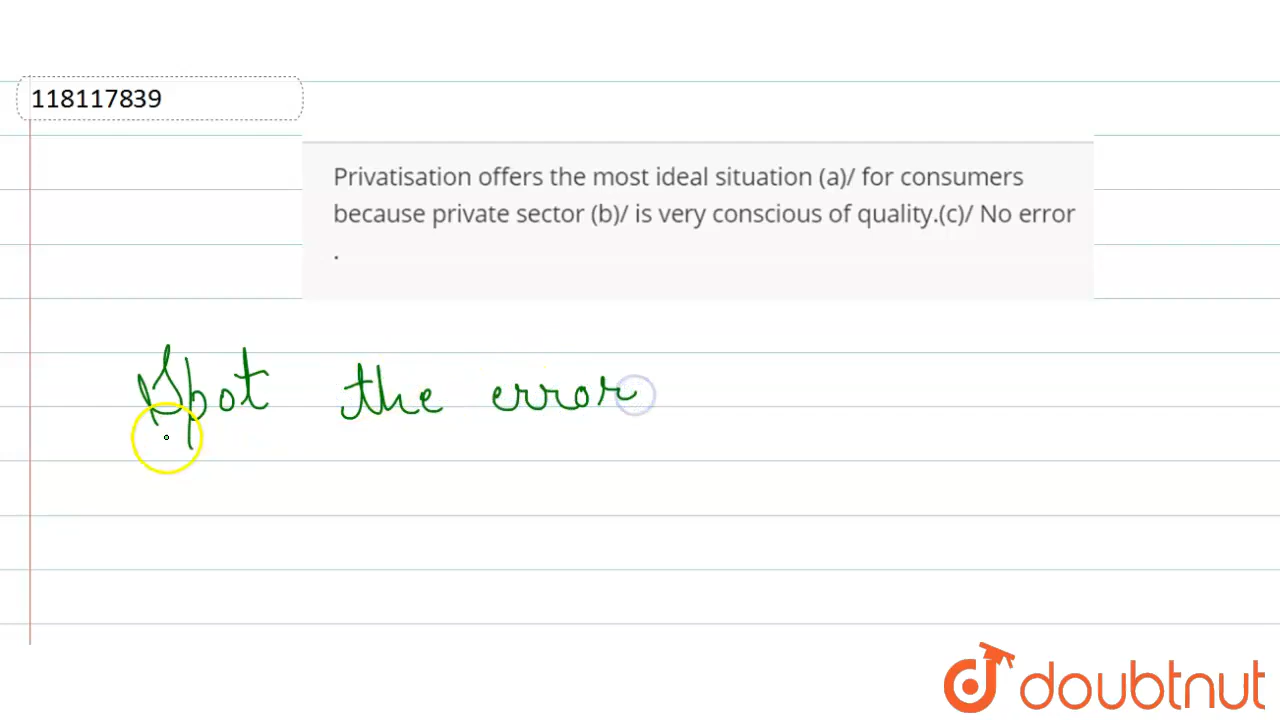 118117839
Privatisation offers the most ideal situation (a)/ for consumers
because private sector (b)/ is very conscious of quality.(c)/ No error
.
Spot the error
doubtnut